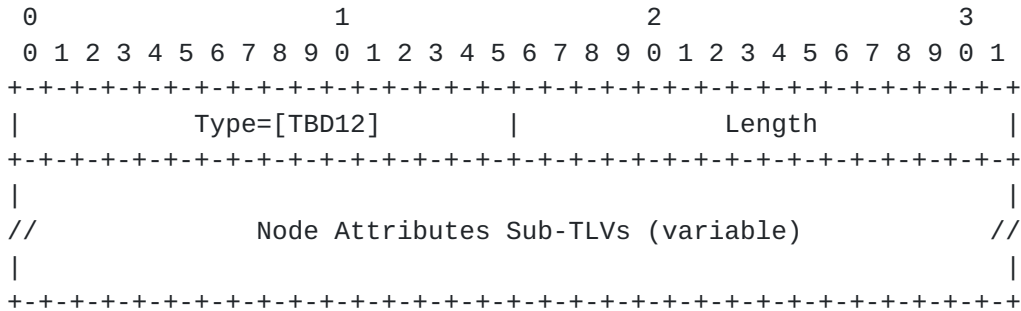 0                   1                   2                   3
 0 1 2 3 4 5 6 7 8 9 0 1 2 3 4 5 6 7 8 9 0 1 2 3 4 5 6 7 8 9 0 1
+-+-+-+-+-+-+-+-+-+-+-+-+-+-+-+-+-+-+-+-+-+-+-+-+-+-+-+-+-+-+-+-+
|           Type=[TBD12]        |             Length            |
+-+-+-+-+-+-+-+-+-+-+-+-+-+-+-+-+-+-+-+-+-+-+-+-+-+-+-+-+-+-+-+-+
|                                                               |
//              Node Attributes Sub-TLVs (variable)            //
|                                                               |
+-+-+-+-+-+-+-+-+-+-+-+-+-+-+-+-+-+-+-+-+-+-+-+-+-+-+-+-+-+-+-+-+